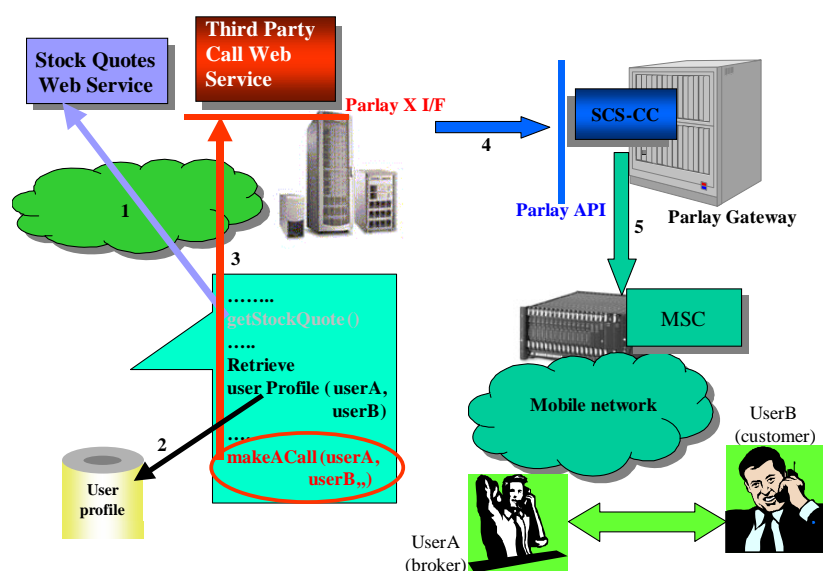 Stock Quotes
Web Service
Third Party
Call Web
Service
Parlay X I/F
SCS-CC
4
Parlay API
Parlay Gateway
1
5
3
……..
getStockQuote()
…..
Retrieve
user Profile (userA,
userB)
…..
makeACall(userA,
userB,,)
2
User
profile
MSC
Mobile network
UserB
(customer)
UserA
(broker)